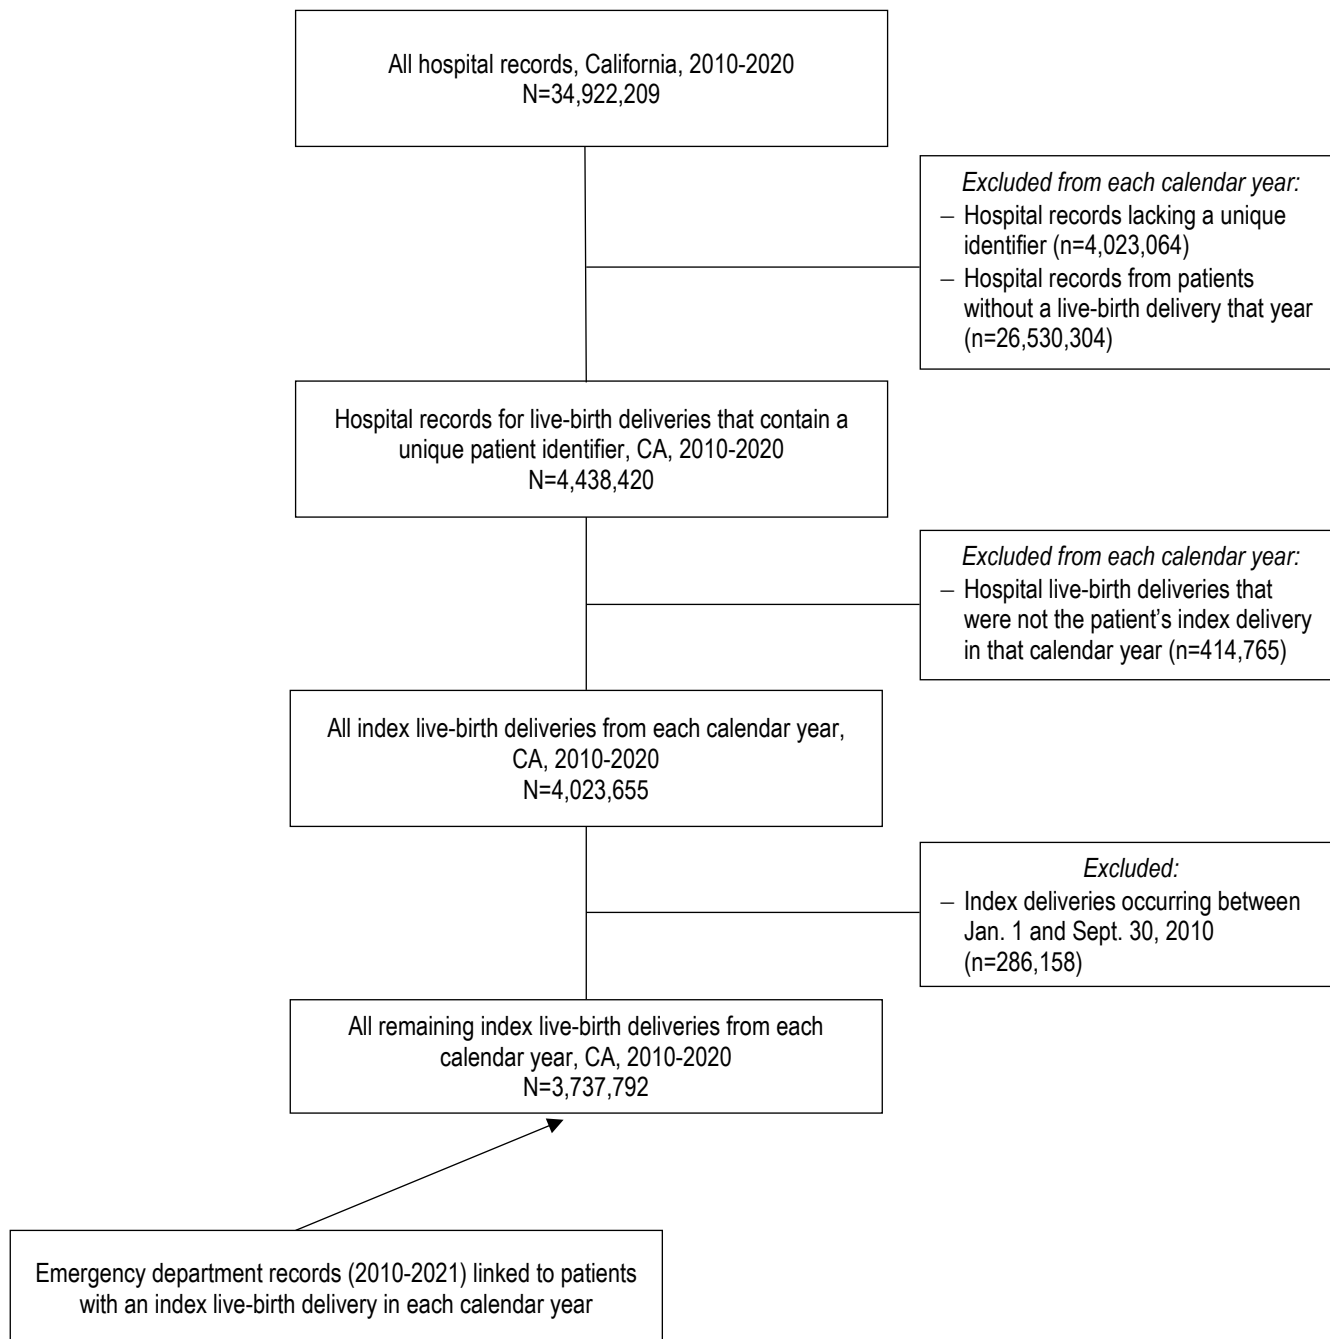 All hospital records, California, 2010-2020
N=34,922,209
Excluded from each calendar year:
– Hospital records lacking a unique
identifier (n=4,023,064)
– Hospital records from patients
without a live-birth delivery that year
(n=26,530,304)
Hospital records for live-birth deliveries that contain a
unique patient identifier, CA, 2010-2020
N=4,438,420
Excluded from each calendar year:
– Hospital live-birth deliveries that
were not the patient’s index delivery
in that calendar year (n=414,765)
All index live-birth deliveries from each calendar year,
CA, 2010-2020
N=4,023,655
Excluded:
– Index deliveries occurring between
Jan. 1 and Sept. 30, 2010
(n=286,158)
All remaining index live-birth deliveries from each
calendar year, CA, 2010-2020
N=3,737,792
Emergency department records (2010-2021) linked to patients
with an index live-birth delivery in each calendar year